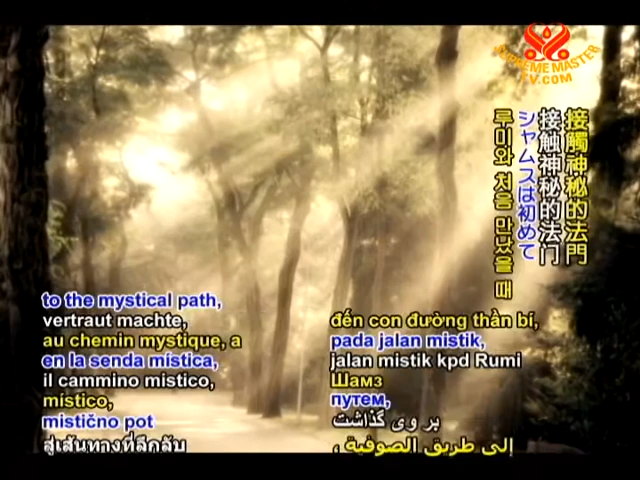 SUPREME MASTER
TV.COM
接觸神秘的法門
接触神秘的法门
シャムスは初めて
루미와 처음 만났을 때
to the mystical path,
vertraut machte,
au chemin mystique, a
en la senda mística,
il cammino mistico,
místico,
mistično pot
สู่เส้นทางที่ลึกลับ
đến con đường thần bí,
pada jalan mistik,
jalan mistik kpd Rumi
Шамз
путем,
بر وی گذاشت
إلى طريق الصوفية ،